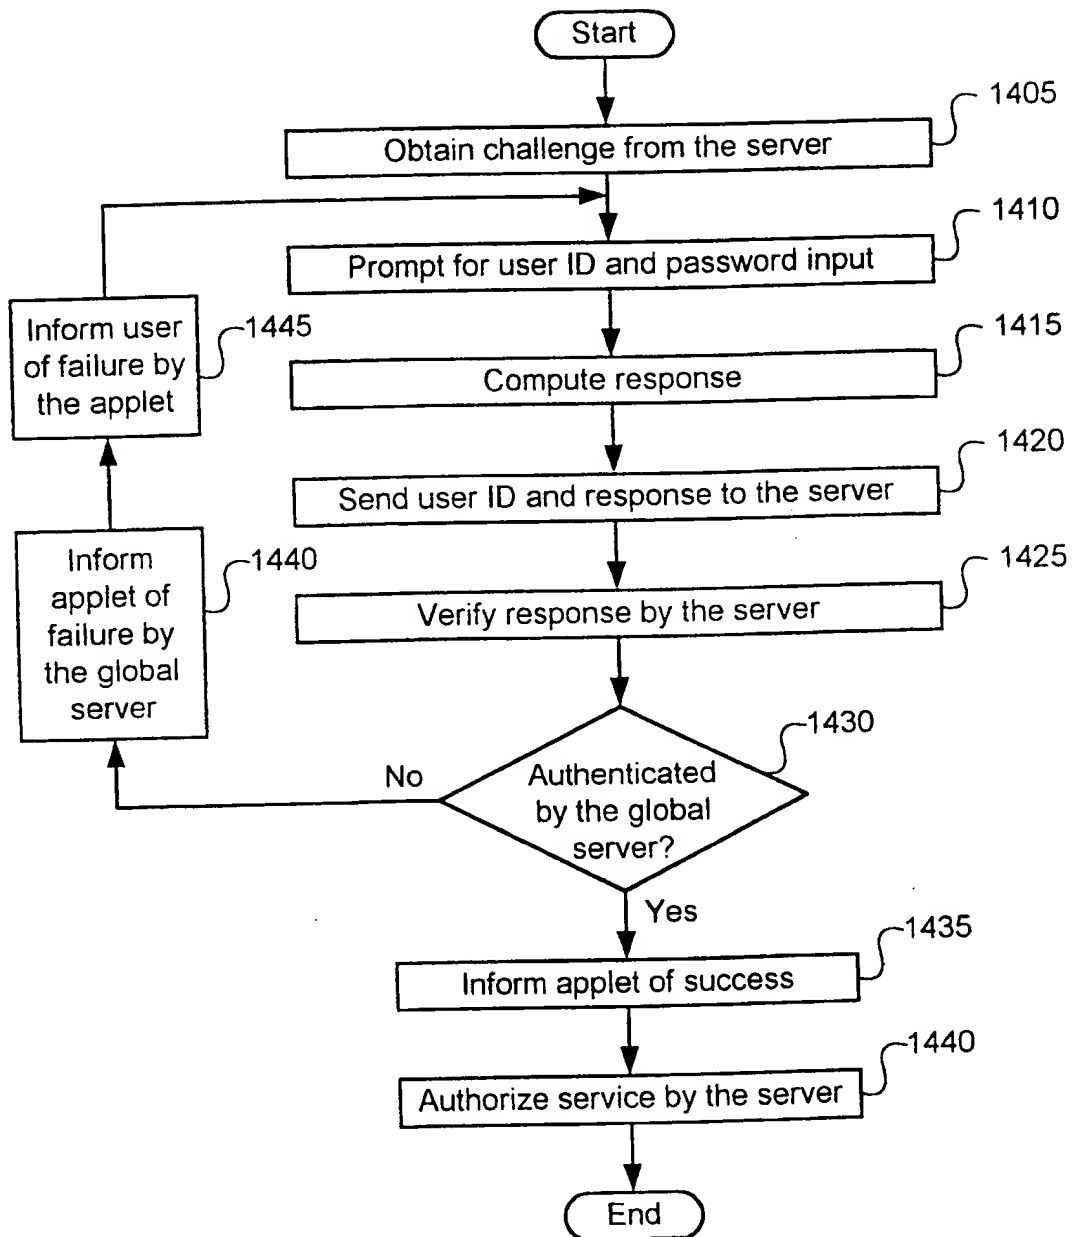 Start
1405
Obtain challenge from the server
1410
Prompt for user ID and password input
1415
Compute response
1420
Send user ID and response to the server
1425
Verify response by the server
1430
Authenticated
by the global
server?
No
Inform
applet of
failure by
the global
server
1440
Inform user
of failure by
the applet
1445
Yes
1435
Inform applet of success
1440
Authorize service by the server
End